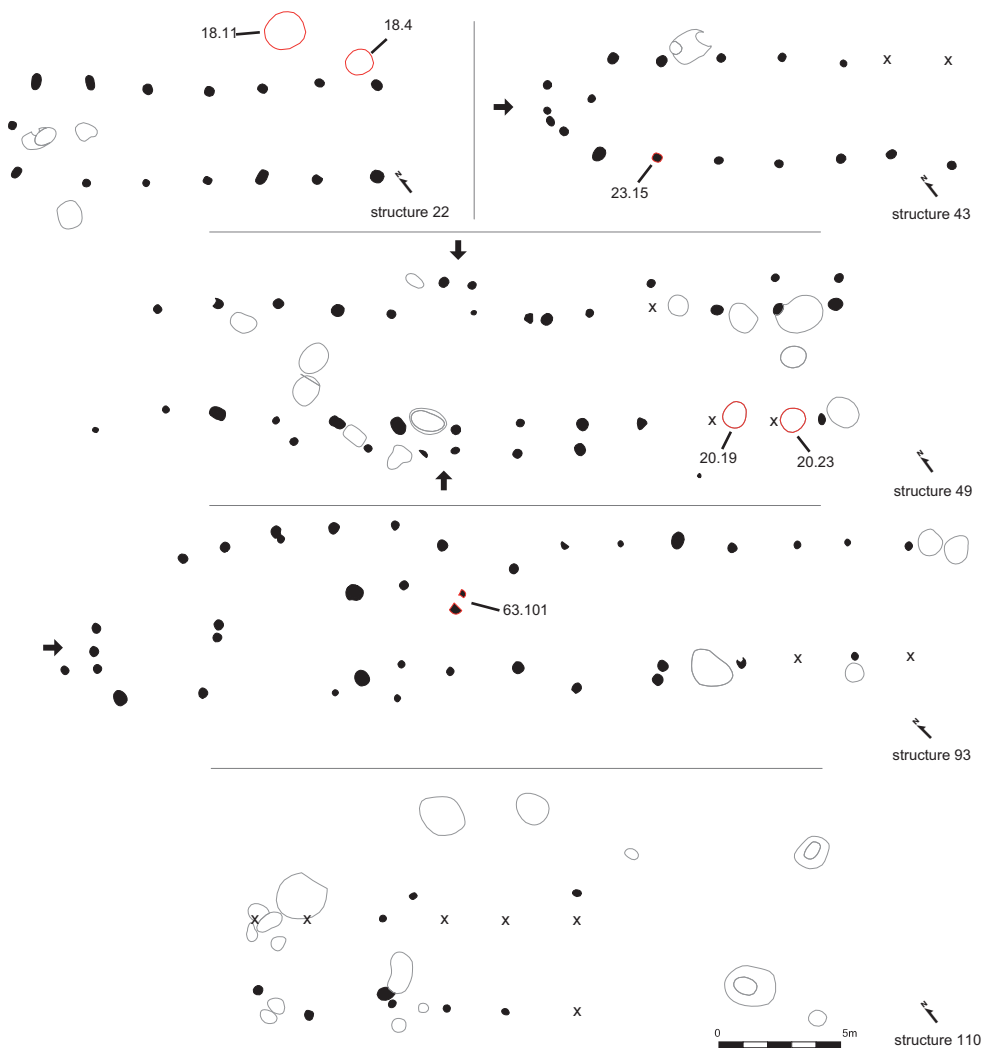 18.11
18.4
N
structure 22
x x
23.15
N
structure 43
x
x x
20.19
20.23
N
structure 49
63.101
x x
N
structure 93
x x x x x
x
0 5m
N
structure 110